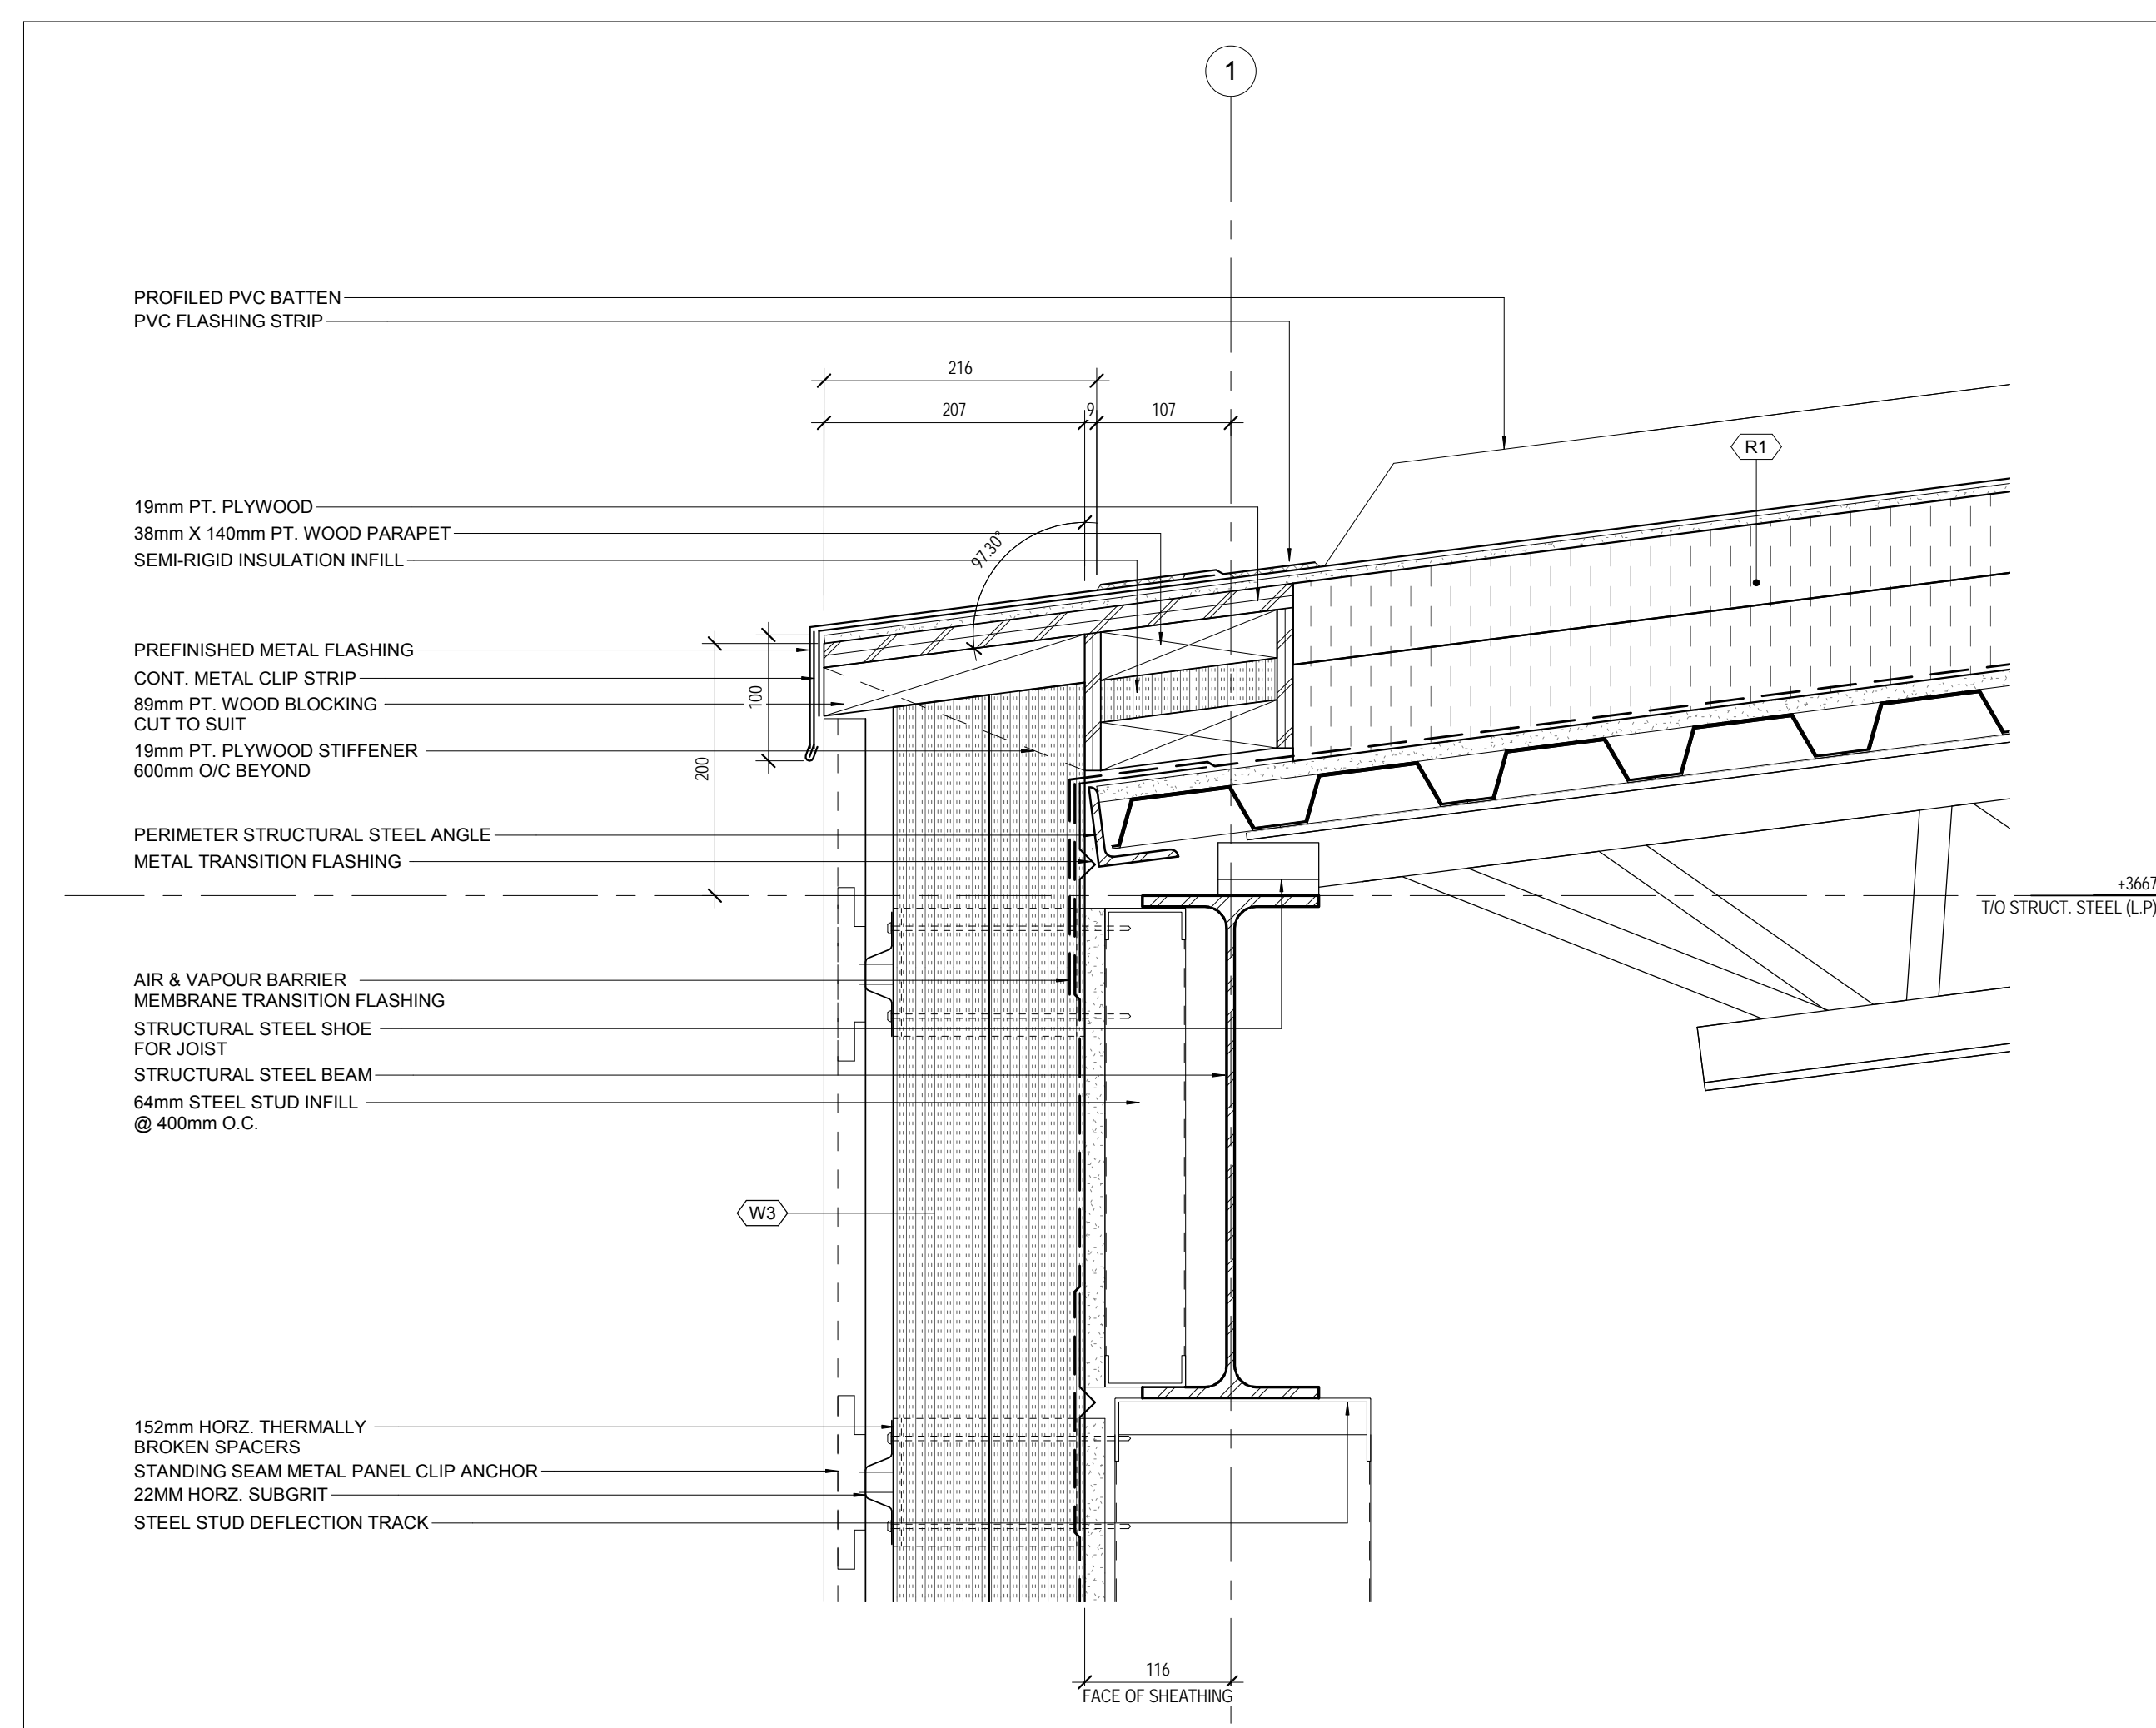 1
PROFILED PVC BATTEN
PVC FLASHING STRIP
216
207
9
107
R1
19mm PT. PLYWOOD
38mm X 140mm PT. WOOD PARAPET
SEMI-RIGID INSULATION INFILL
97.30°
PREFINISHED METAL FLASHING
CONT. METAL CLIP STRIP
89mm PT. WOOD BLOCKING
CUT TO SUIT
19mm PT. PLYWOOD STIFFENER
600mm O/C BEYOND
100
200
PERIMETER STRUCTURAL STEEL ANGLE
METAL TRANSITION FLASHING
+3667
T/O STRUCT. STEEL (L.P)
AIR & VAPOUR BARRIER
MEMBRANE TRANSITION FLASHING
STRUCTURAL STEEL SHOE
FOR JOIST
STRUCTURAL STEEL BEAM
64mm STEEL STUD INFILL
@ 400mm O.C.
W3
152mm HORZ. THERMALLY
BROKEN SPACERS
STANDING SEAM METAL PANEL CLIP ANCHOR
22MM HORZ. SUBGRIT
STEEL STUD DEFLECTION TRACK
116
FACE OF SHEATHING